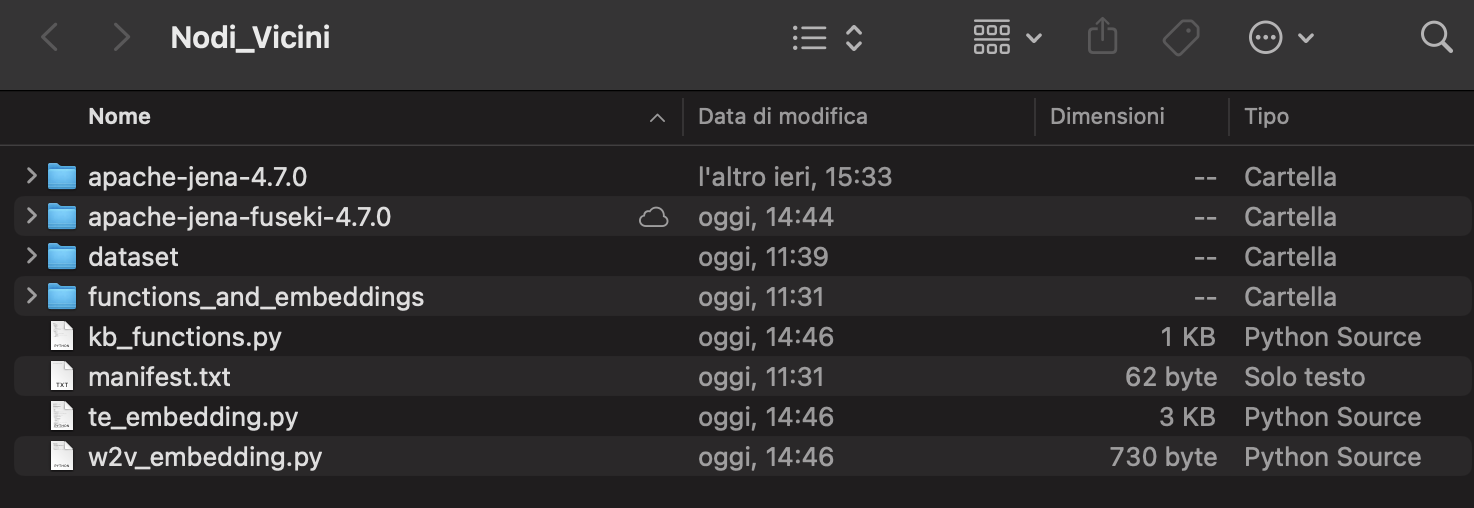 Nodi_Vicini
Nome Data di modifica Dimensioni Tipo
apache-jena-4.7.0 l'altro ieri, 15:33 -- Cartella
apache-jena-fuseki-4.7.0 oggi, 14:44 -- Cartella
dataset oggi, 11:39 -- Cartella
functions_and_embeddings oggi, 11:31 -- Cartella
kb_functions.py oggi, 14:46 1 KB Python Source
manifest.txt oggi, 11:31 62 byte Solo testo
te_embedding.py oggi, 14:46 3 KB Python Source
w2v_embedding.py oggi, 14:46 730 byte Python Source